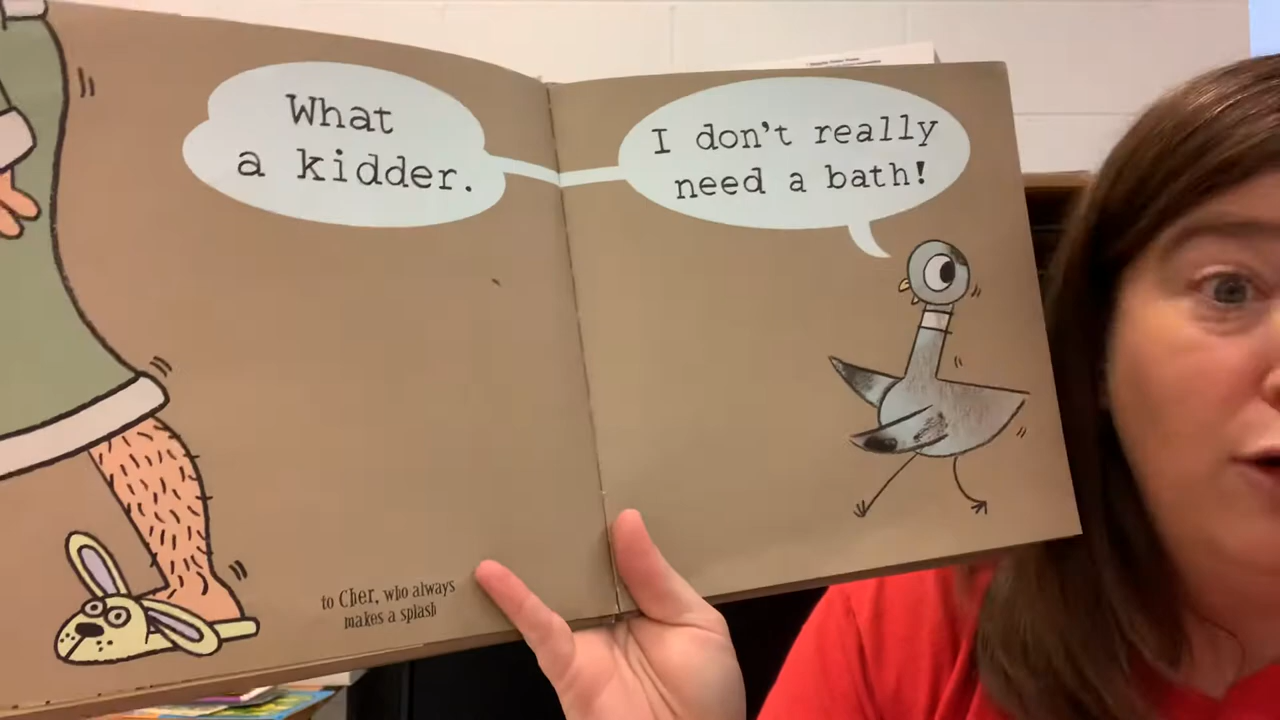 What
a kidder.
I don't really
need a bath!
to Cher, who always
makes a splash